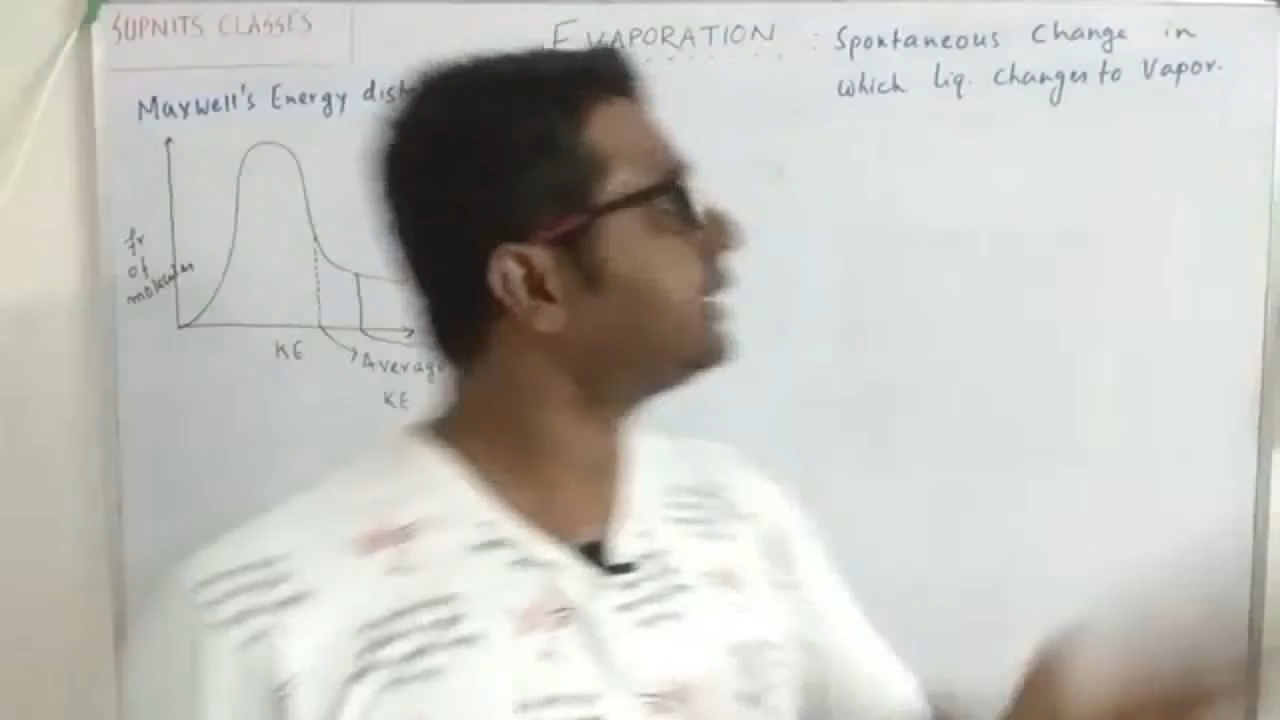 SUPNITS CLASSES
EVAPORATION : Spontaneous Change in
which liq. changes to Vapor.
Maxwell's Energy dist
fr
of
molecules
KE
Average
KE